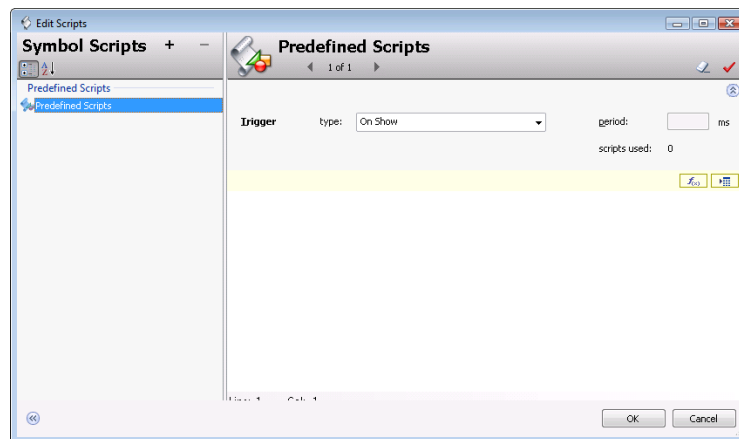 Edit Scripts
Symbol Scripts + −
Predefined Scripts
1 of 1
A
Z
Predefined Scripts
Predefined Scripts
Trigger type: On Show period: ms
scripts used: 0
f(x)
OK Cancel